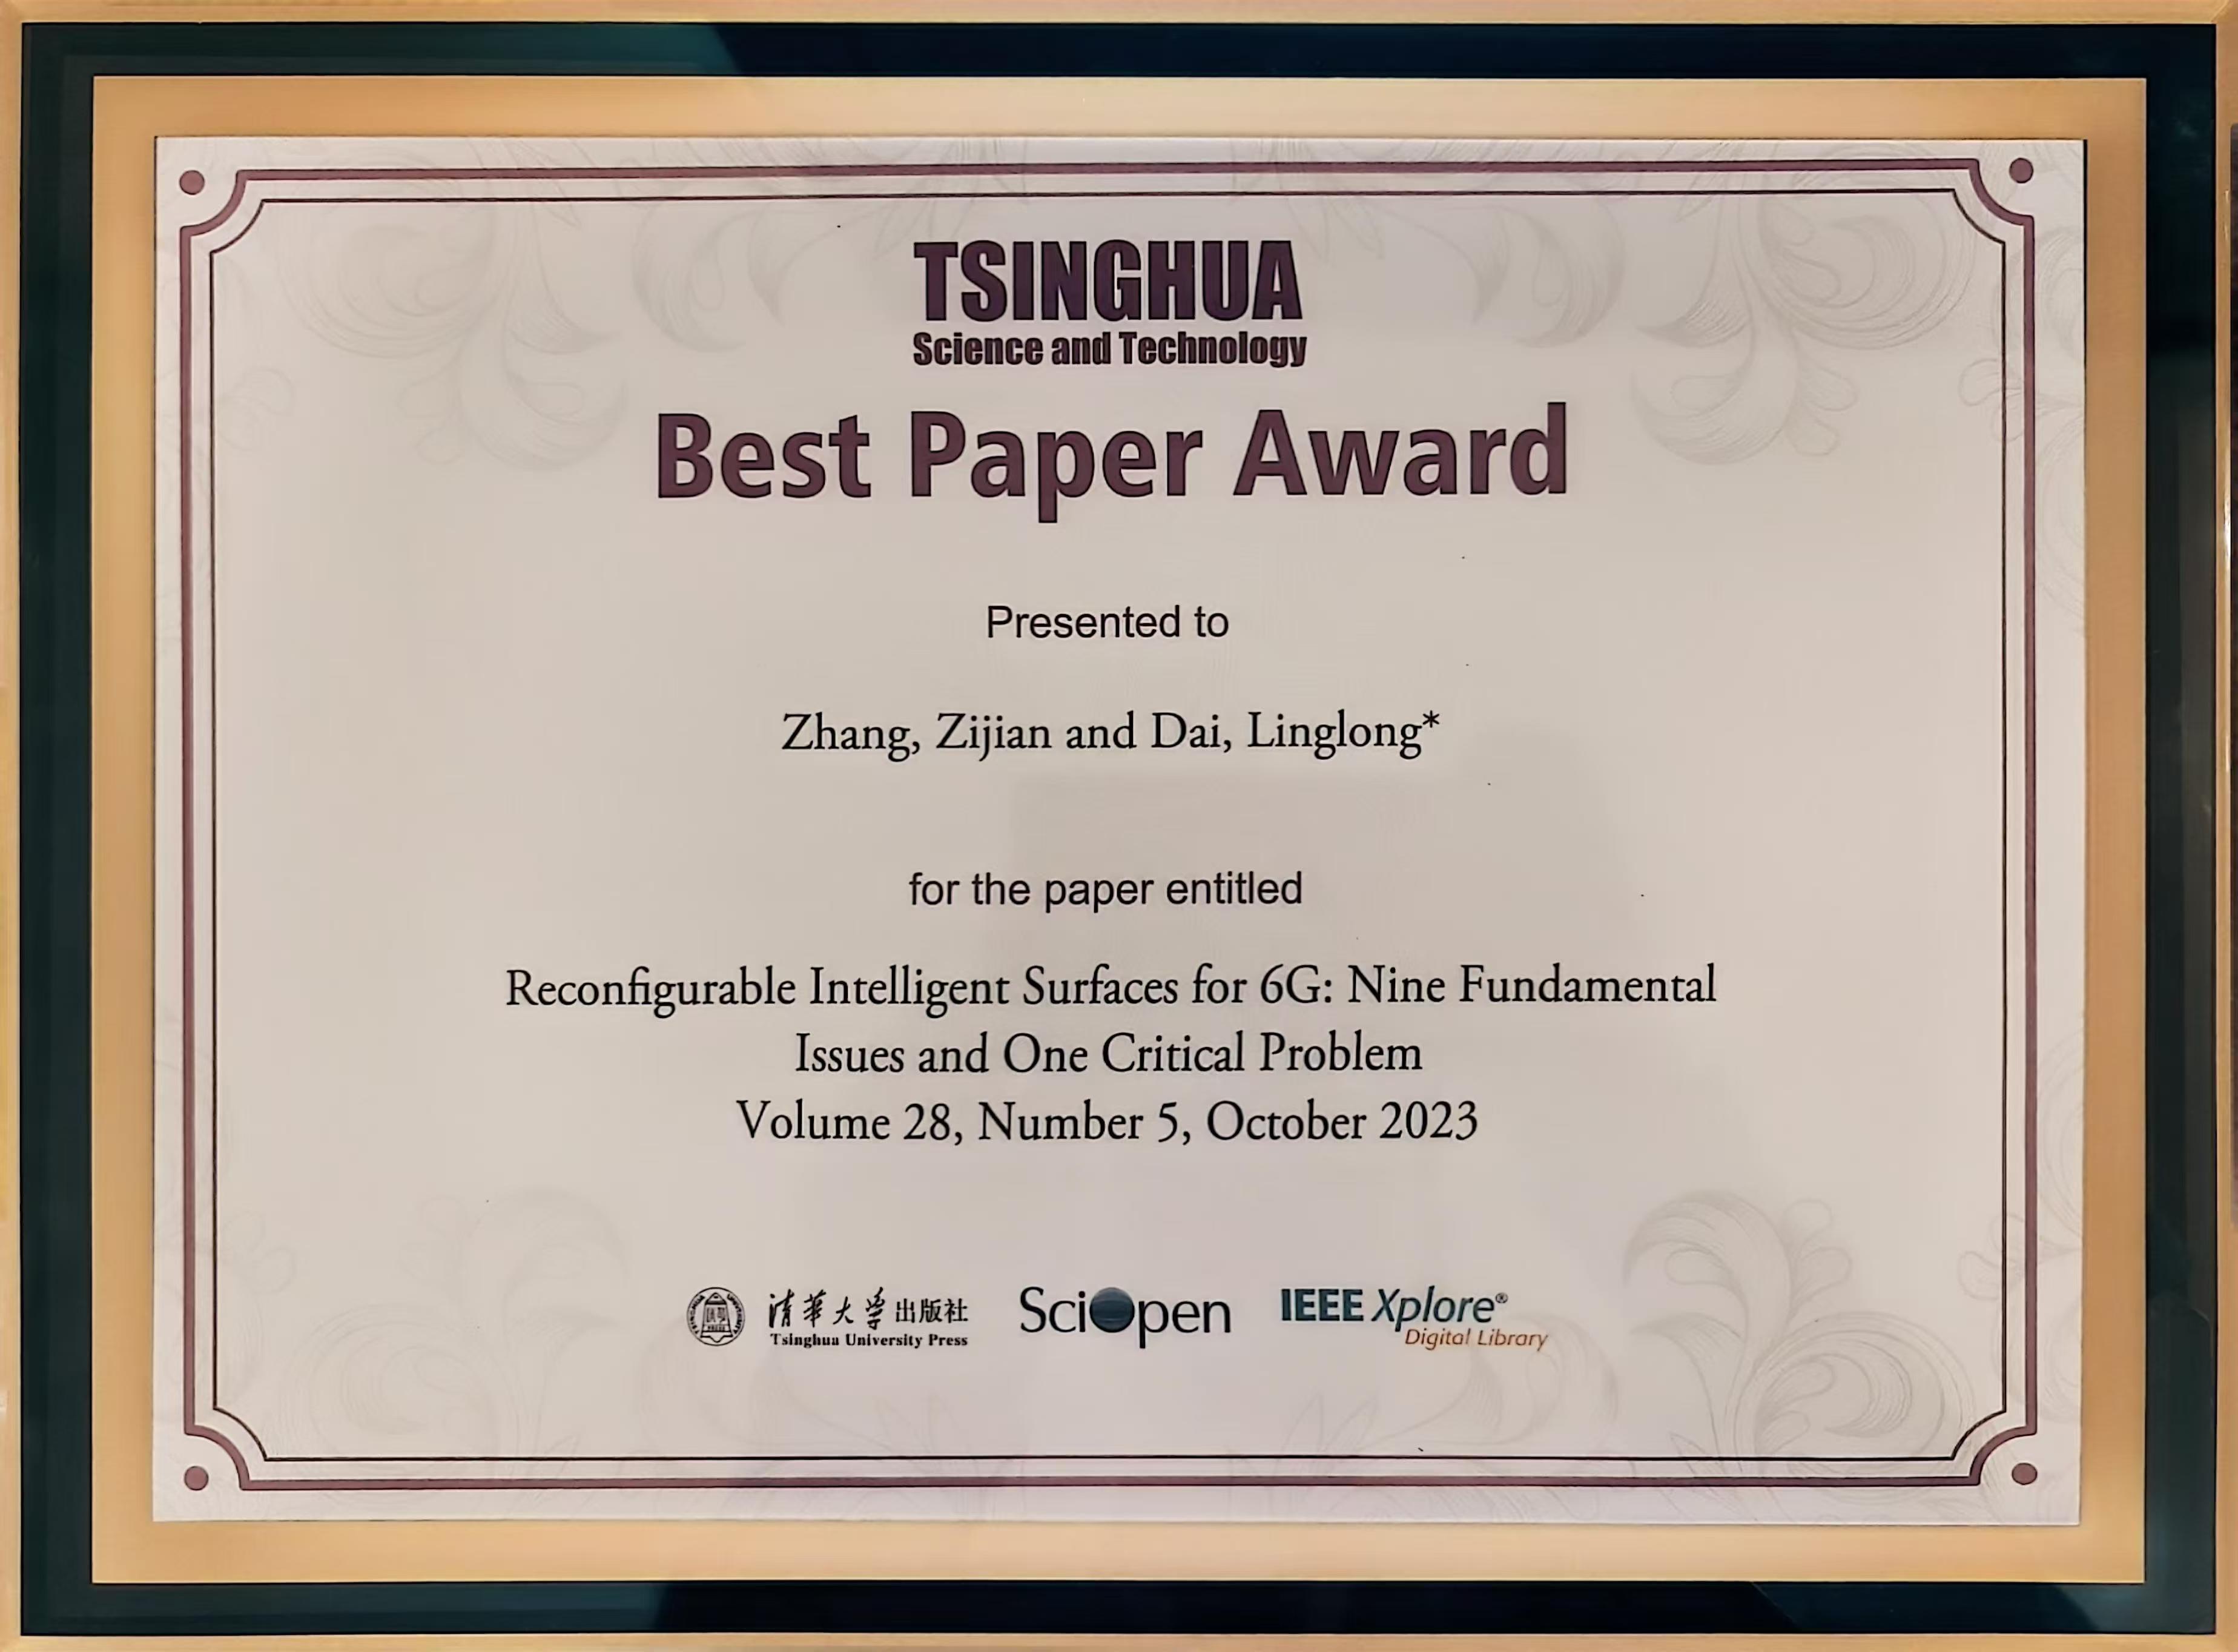 TSINGHUA
Science and Technology
Best Paper Award
Presented to
Zhang, Zijian and Dai, Linglong*
for the paper entitled
Reconfigurable Intelligent Surfaces for 6G: Nine Fundamental
Issues and One Critical Problem
Volume 28, Number 5, October 2023
清華大學出版社
Tsinghua University Press
SciOpen
IEEE Xplore®
Digital Library